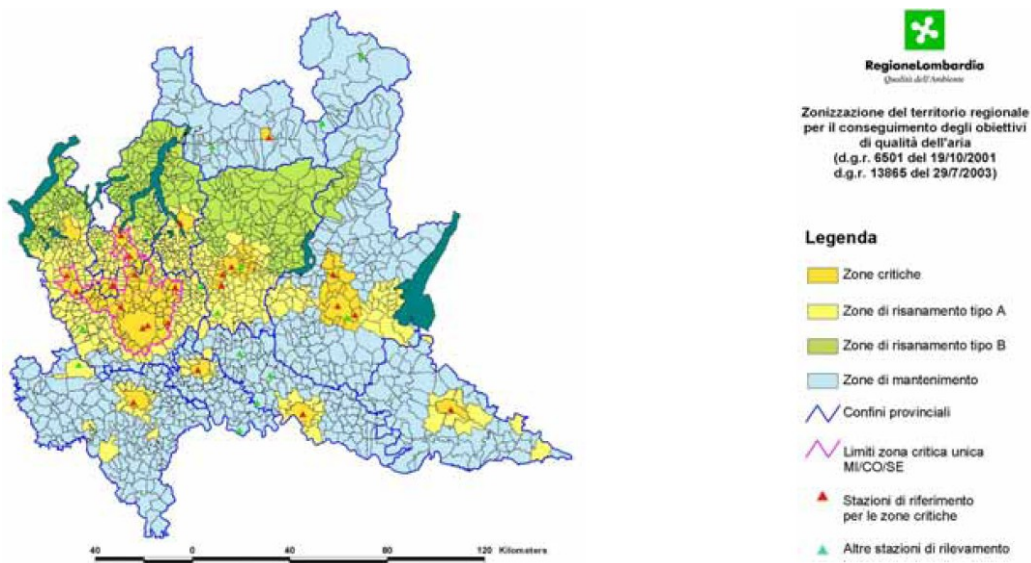 RegioneLombardia
Qualità dell'Ambiente
Zonizzazione del territorio regionale
per il conseguimento degli obiettivi
di qualità dell'aria
(d.g.r. 6501 del 19/10/2001
d.g.r. 13865 del 29/7/2003)
Legenda
Zone critiche
Zone di risanamento tipo A
Zone di risanamento tipo B
Zone di mantenimento
Confini provinciali
Limiti zona critica unica
MI/CO/SE
Stazioni di riferimento
per le zone critiche
Altre stazioni di rilevamento
40 0 40 80 120 Kilometers